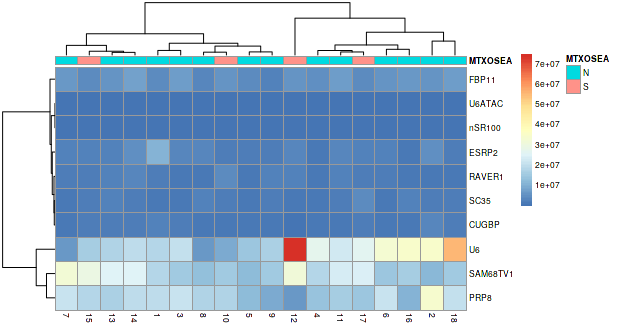 MTXOSEA
FBP11
U6ATAC
nSR100
ESRP2
RAVER1
SC35
CUGBP
U6
SAM68TV1
PRP8
7 15 13 14 1 3 8 10 5 9 12 4 11 17 6 16 2 18
7e+07
6e+07
5e+07
4e+07
3e+07
2e+07
1e+07
MTXOSEA
N
S